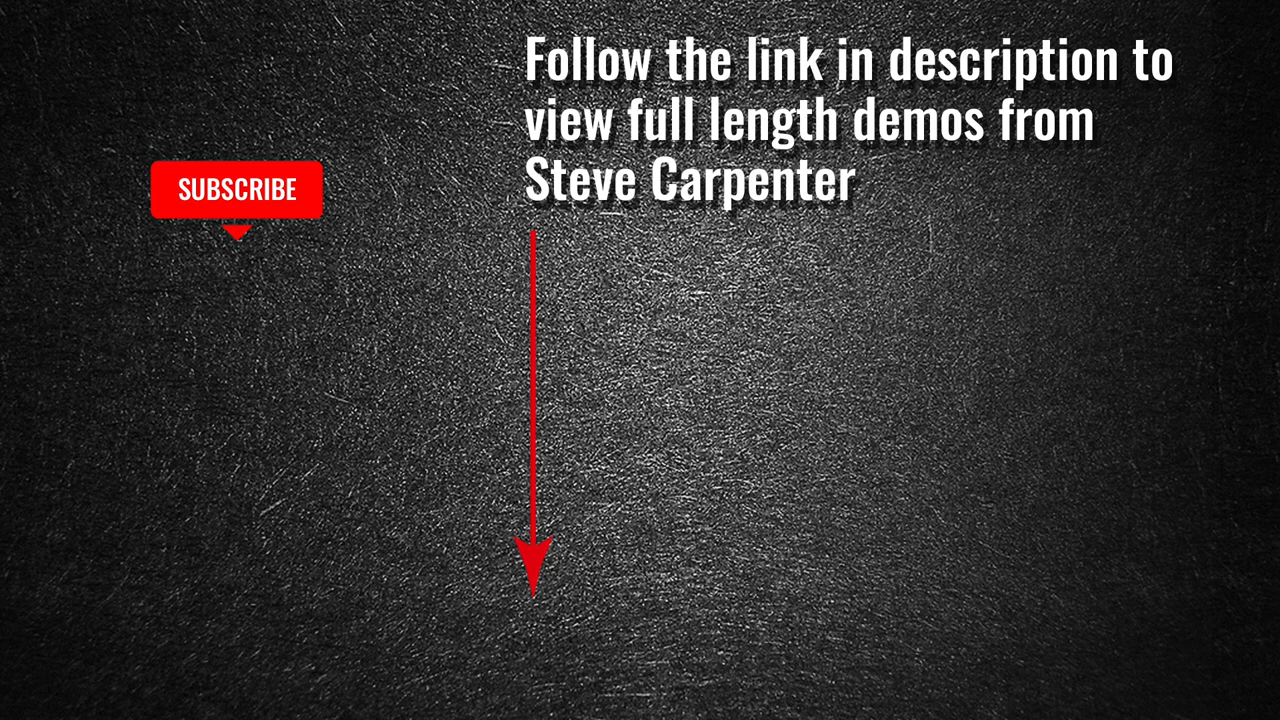 Follow the link in description to
view full length demos from
Steve Carpenter
SUBSCRIBE